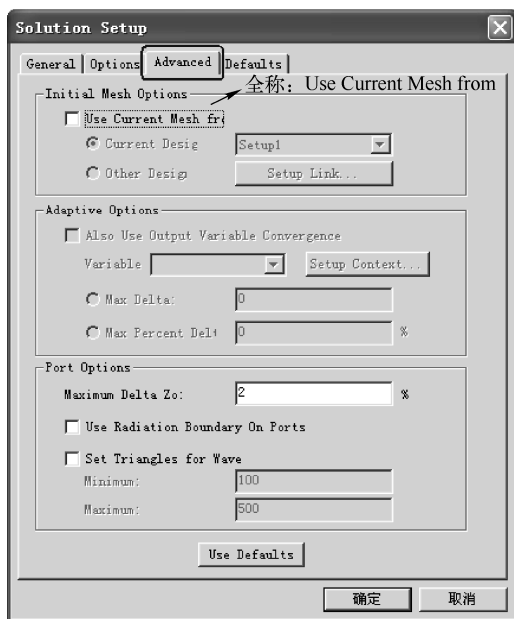 Solution Setup
General Options Advanced Defaults
全称：Use Current Mesh from
Initial Mesh Options
Use Current Mesh fr
Current Desig
Setup1
Other Design
Setup Link...
Adaptive Options
Also Use Output Variable Convergence
Variable
Setup Context...
Max Delta:
0
Max Percent Delt
0
%
Port Options
Maximum Delta Zo:
2
%
Use Radiation Boundary On Ports
Set Triangles for Wave
Minimum:
100
Maximum:
500
Use Defaults
确定
取消